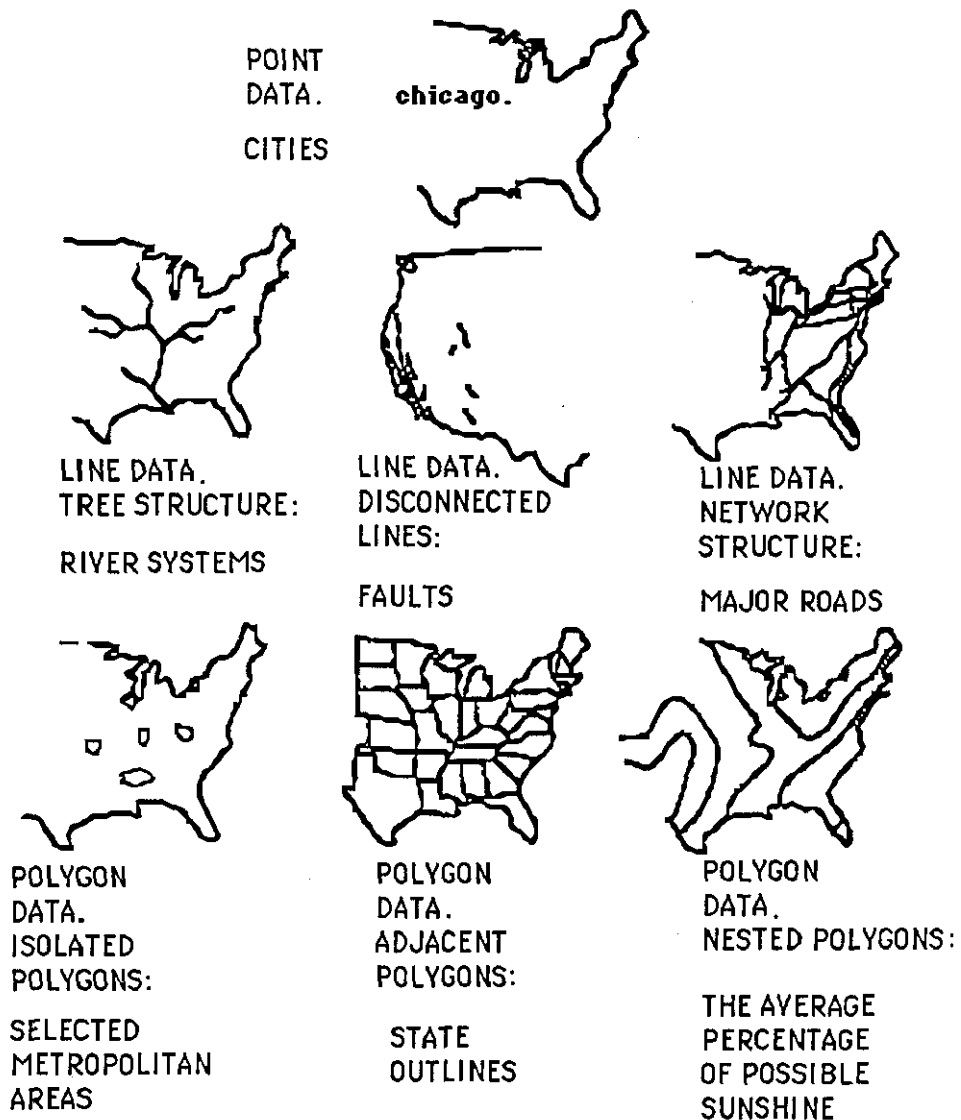 POINT
DATA.
chicago.
CITIES
LINE DATA.
TREE STRUCTURE:
RIVER SYSTEMS
LINE DATA.
DISCONNECTED
LINES:
FAULTS
LINE DATA.
NETWORK
STRUCTURE:
MAJOR ROADS
POLYGON
DATA.
ISOLATED
POLYGONS:
SELECTED
METROPOLITAN
AREAS
POLYGON
DATA.
ADJACENT
POLYGONS:
STATE
OUTLINES
POLYGON
DATA.
NESTED POLYGONS:
THE AVERAGE
PERCENTAGE
OF POSSIBLE
SUNSHINE